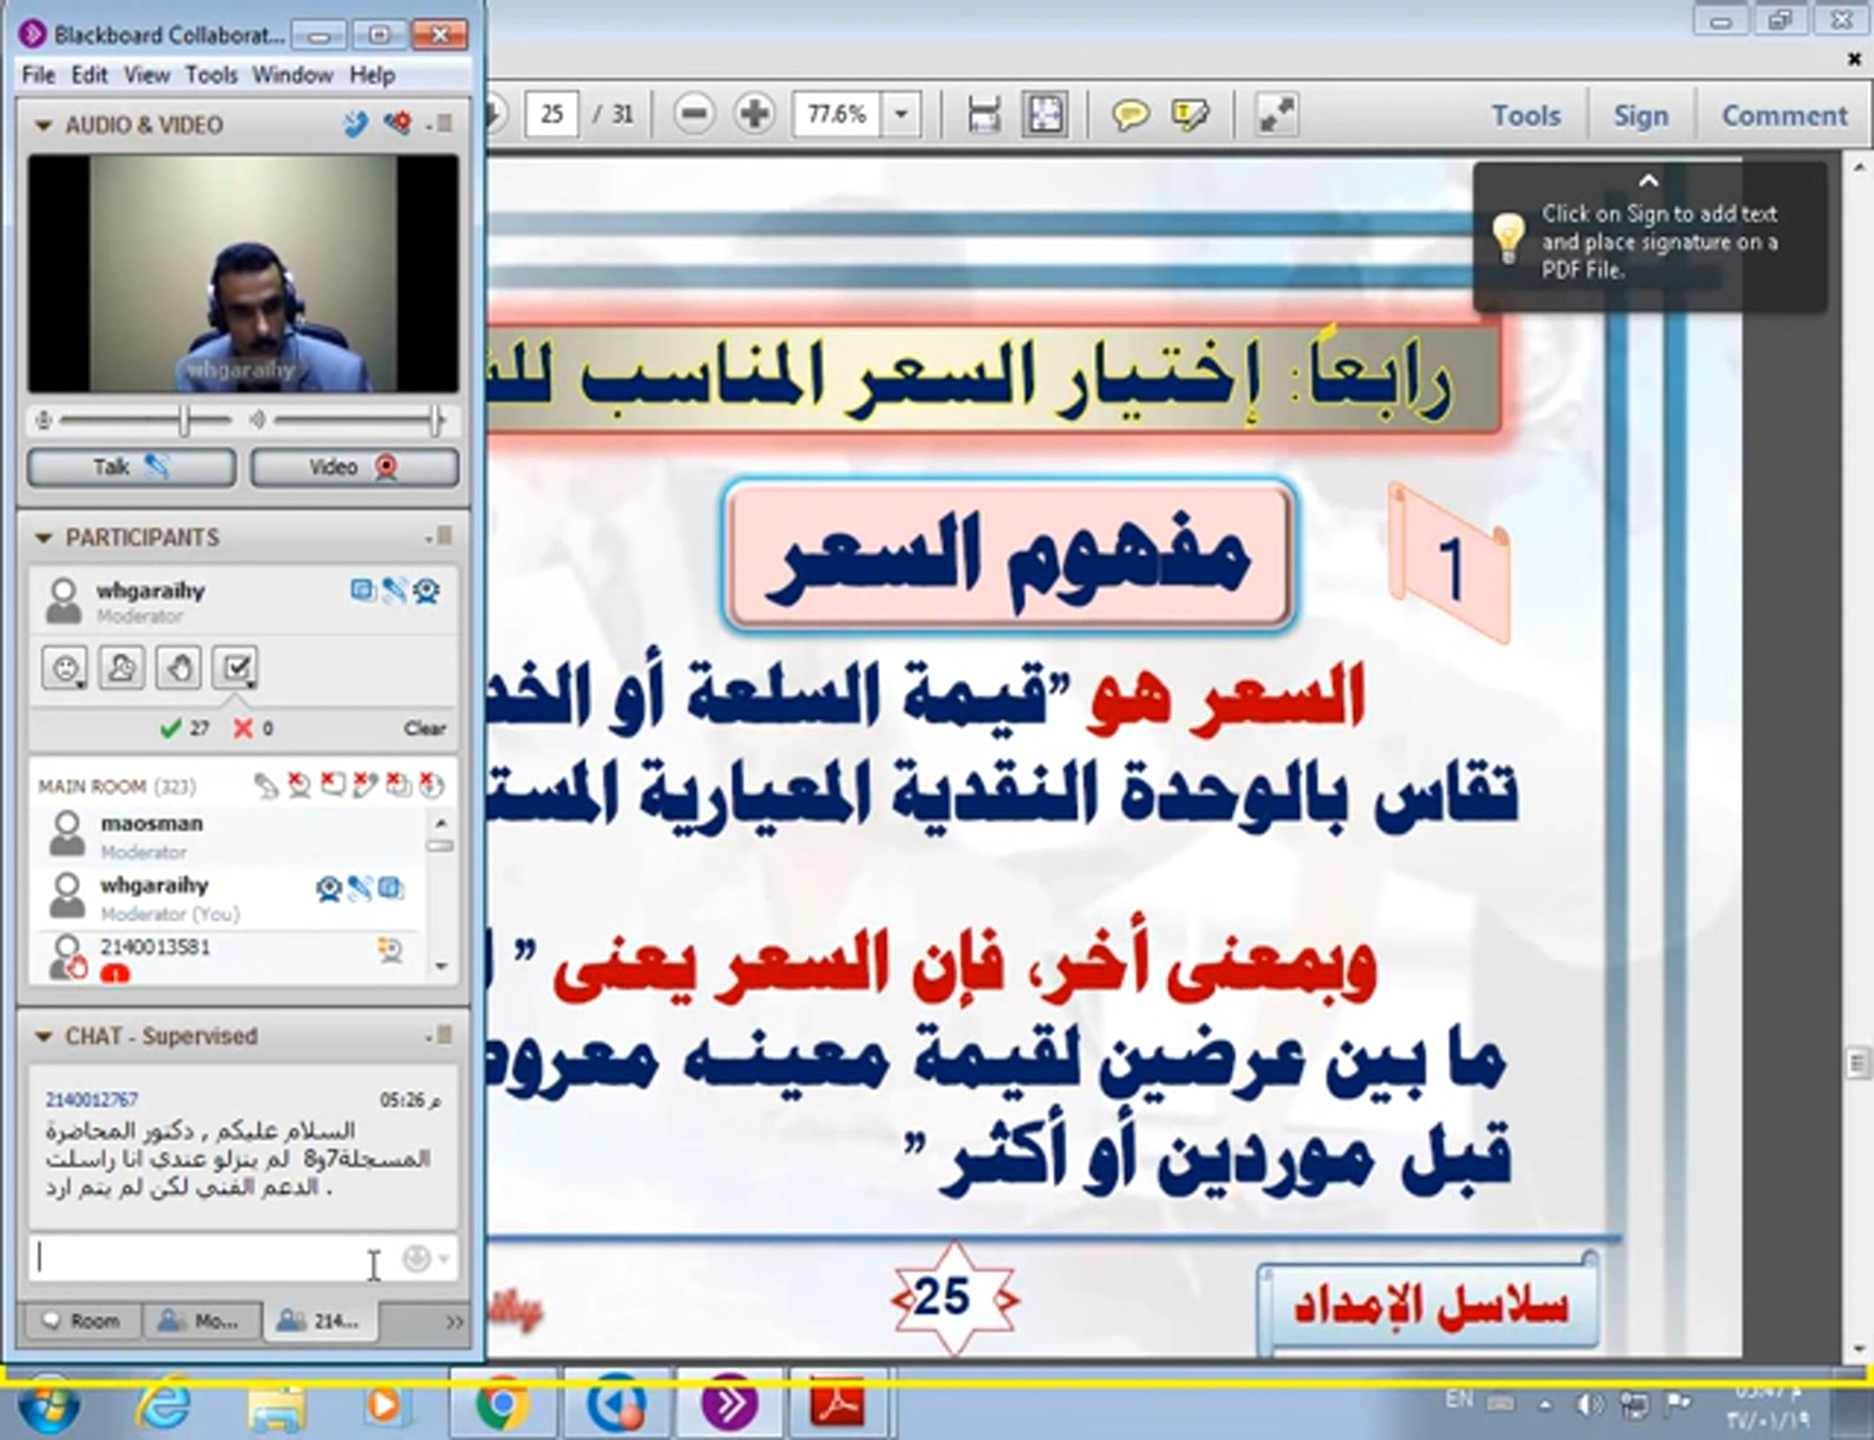 Blackboard Collaborat...
File Edit View Tools Window Help
AUDIO & VIDEO
whgaraihy
Talk
Video
PARTICIPANTS
whgaraihy
Moderator
27
0
Clear
MAIN ROOM (323)
maosman
Moderator
whgaraihy
Moderator (You)
2140013581
CHAT - Supervised
2140012767
05:26 م
السلام عليكم , دكتور المحاضرة
المسجلة7و8 لم ينزلو عندي انا راسلت
الدعم الفني لكن لم يتم ارد .
Room
Mo...
214...
25 / 31
77.6%
Tools
Sign
Comment
Click on Sign to add text
and place signature on a
PDF File.
رابعاً: إختيار السعر المناسب
1
مفهوم السعر
السعر هو ”قيمة السلعة أو
تقاس بالوحدة النقدية المعيارية
وبمعنى أخر، فإن السعر يعنى ”
ما بين عرضين لقيمة معينه
قبل موردين أو أكثر ”
25
سلاسل الإمداد
EN
٣٧/٠١/١٩